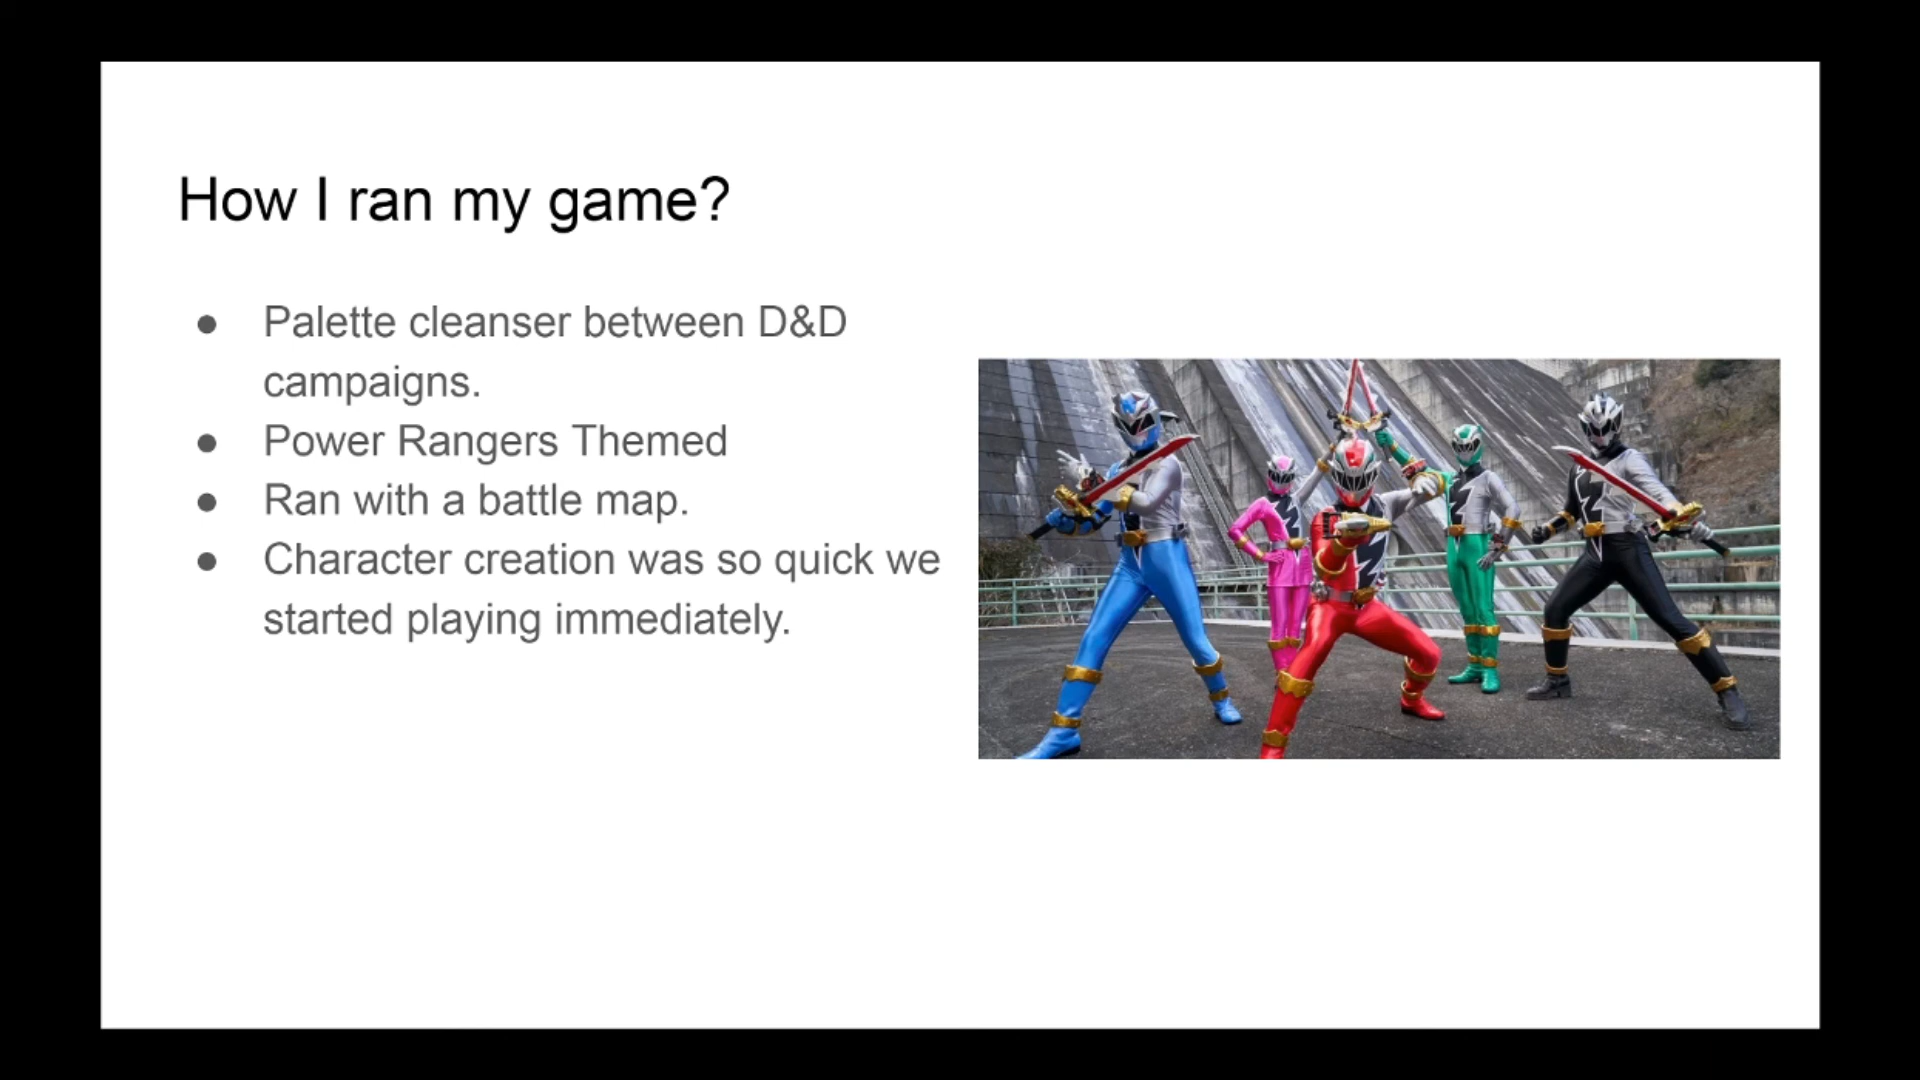 How I ran my game?
● Palette cleanser between D&D
campaigns.
● Power Rangers Themed
● Ran with a battle map.
● Character creation was so quick we
started playing immediately.